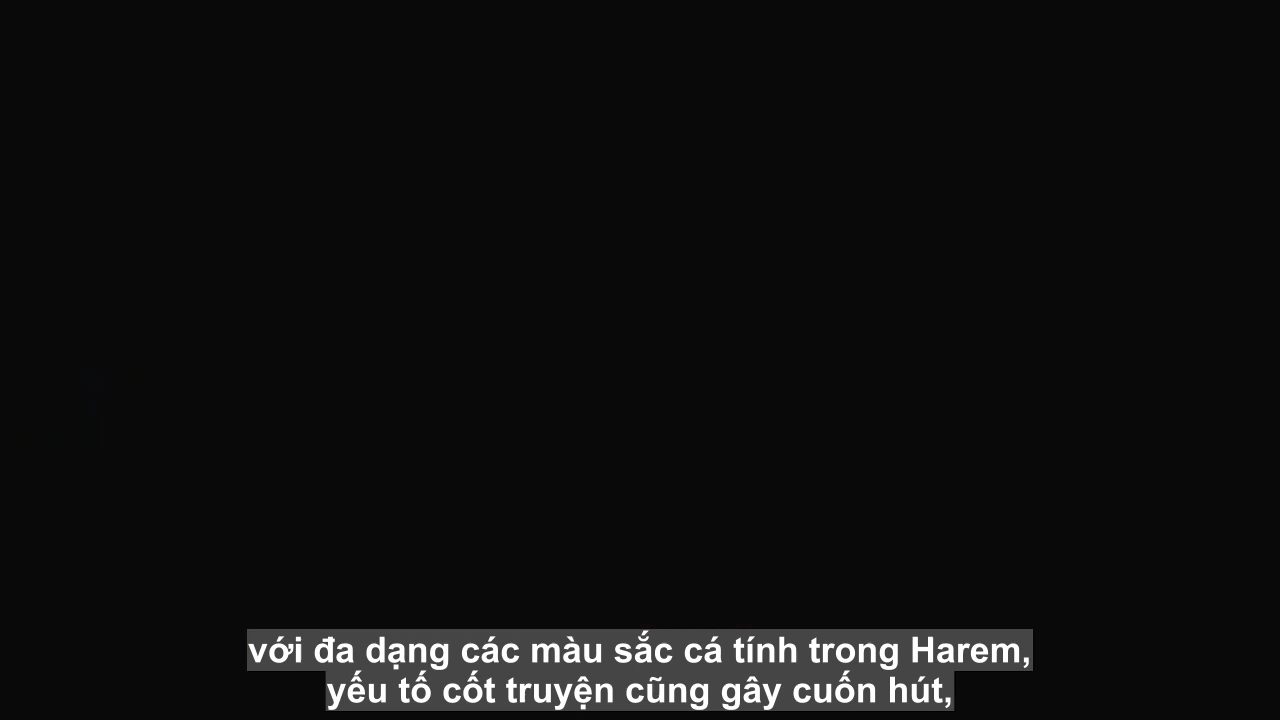 với đa dạng các màu sắc cá tính trong Harem,
yếu tố cốt truyện cũng gây cuốn hút,